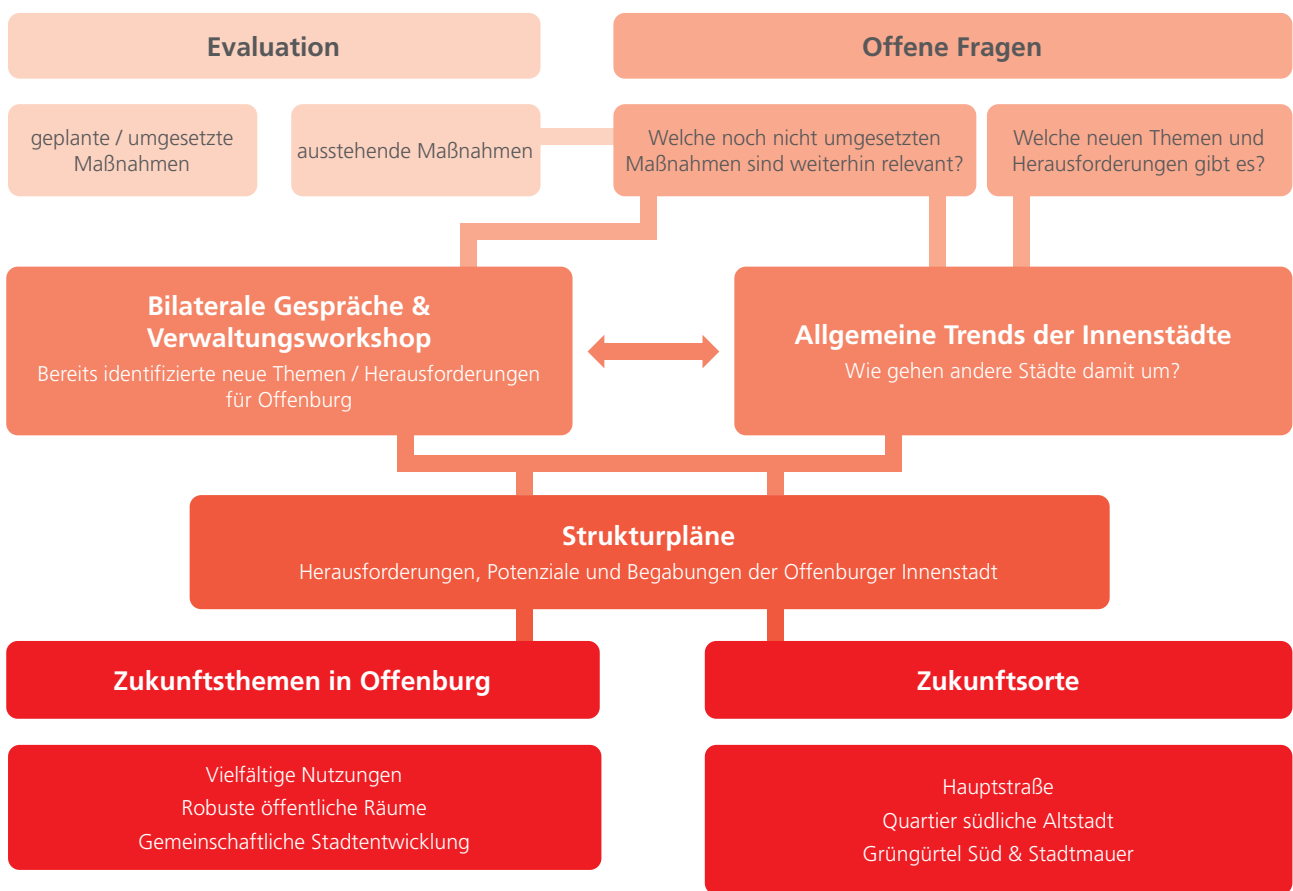 Evaluation
Offene Fragen
geplante / umgesetzte
Maßnahmen
ausstehende Maßnahmen
Welche noch nicht umgesetzten
Maßnahmen sind weiterhin relevant?
Welche neuen Themen und
Herausforderungen gibt es?
Bilaterale Gespräche &
Verwaltungsworkshop
Bereits identifizierte neue Themen / Herausforderungen
für Offenburg
Allgemeine Trends der Innenstädte
Wie gehen andere Städte damit um?
Strukturpläne
Herausforderungen, Potenziale und Begabungen der Offenburger Innenstadt
Zukunftsthemen in Offenburg
Zukunftsorte
Vielfältige Nutzungen
Robuste öffentliche Räume
Gemeinschaftliche Stadtentwicklung
Hauptstraße
Quartier südliche Altstadt
Grüngürtel Süd & Stadtmauer